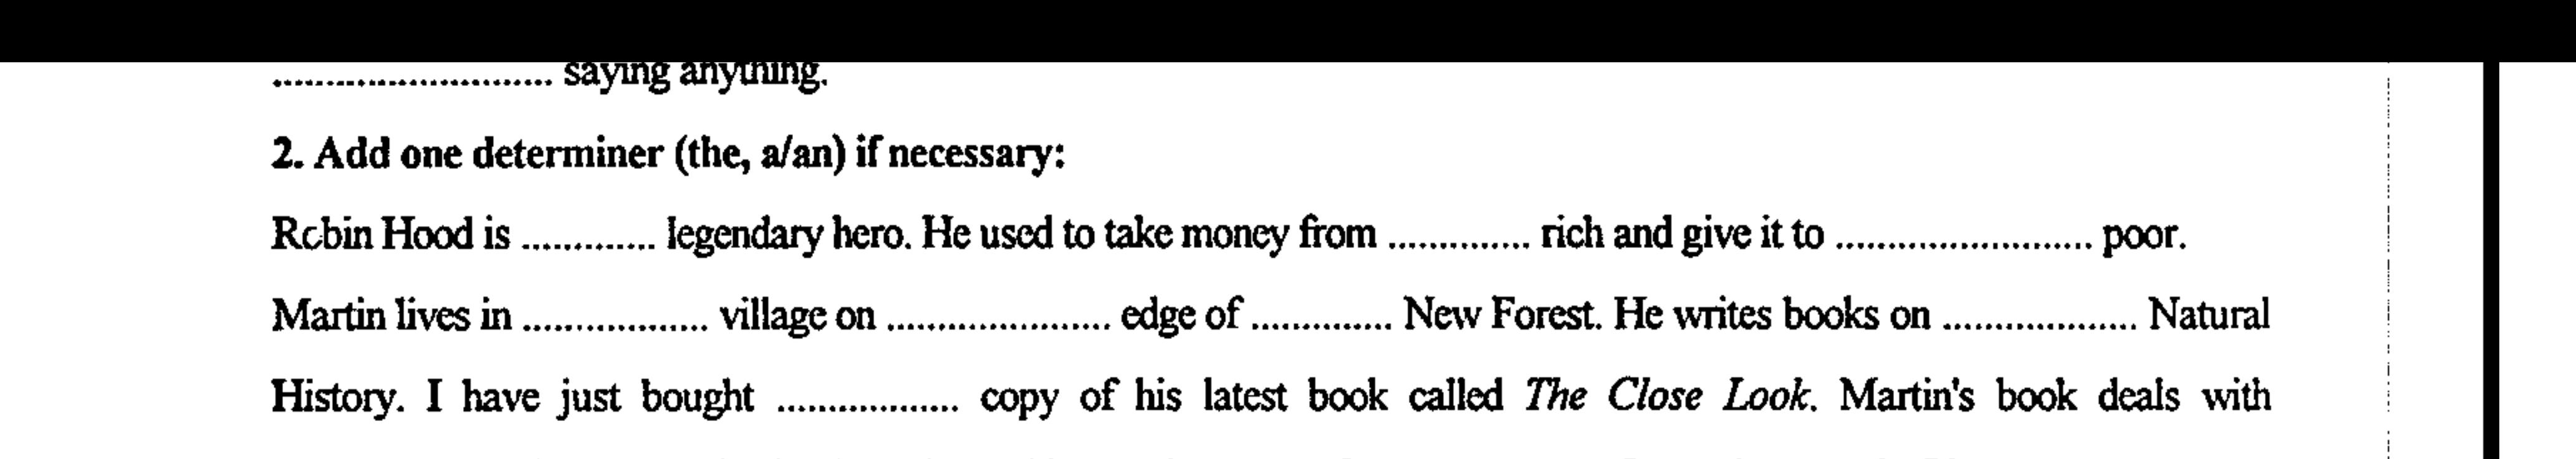 .......................... saying anything.
2. Add one determiner (the, a/an) if necessary:
Robin Hood is ............. legendary hero. He used to take money from .............. rich and give it to ......................... poor.
Martin lives in .................. village on ...................... edge of .............. New Forest. He writes books on ................... Natural
History. I have just bought .................. copy of his latest book called The Close Look. Martin's book deals with